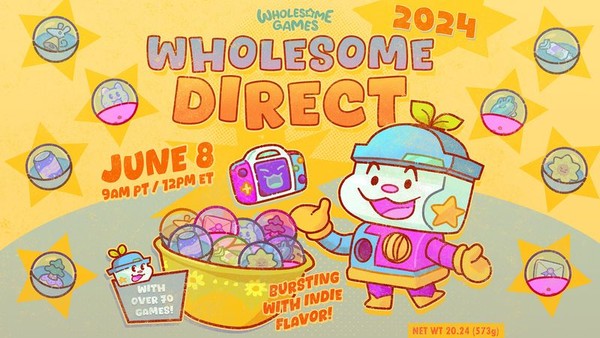 WHOLESOME
GAMES
2024
WHOLESOME
DIRECT
JUNE 8
9AM PT / 12PM ET
WITH
OVER 70
GAMES!
BURSTING
WITH INDIE
FLAVOR!
NET WT 20.24 (573g)